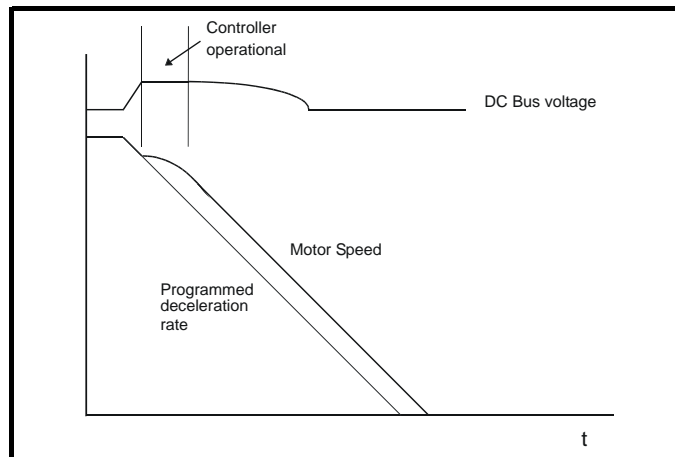 Controller
operational
DC Bus voltage
Motor Speed
Programmed
deceleration
rate
t